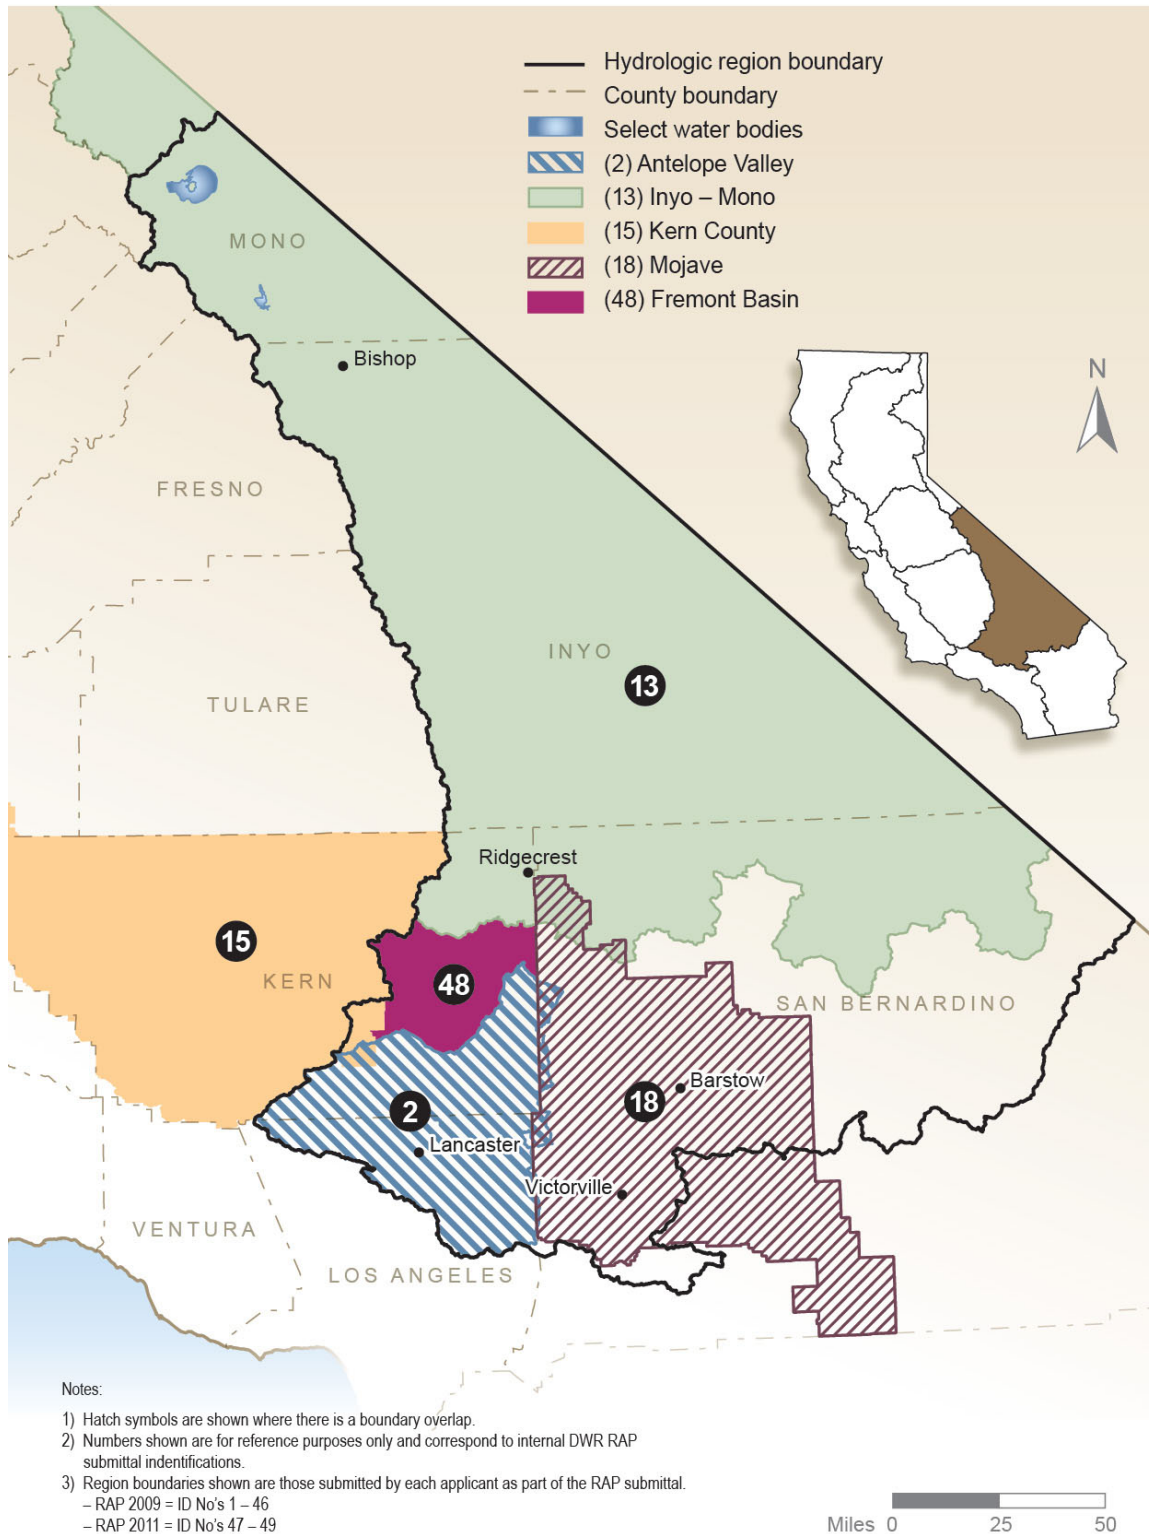 Hydrologic region boundary
County boundary
Select water bodies
(2) Antelope Valley
(13) Inyo – Mono
(15) Kern County
(18) Mojave
(48) Fremont Basin
MONO
Bishop
N
FRESNO
INYO
13
TULARE
Ridgecrest
15
KERN
48
SAN BERNARDINO
Barstow
18
2
Lancaster
Victorville
VENTURA
LOS ANGELES
Notes:
1) Hatch symbols are shown where there is a boundary overlap.
2) Numbers shown are for reference purposes only and correspond to internal DWR RAP
submittal indentifications.
3) Region boundaries shown are those submitted by each applicant as part of the RAP submittal.
– RAP 2009 = ID No's 1 – 46
– RAP 2011 = ID No's 47 – 49
Miles 0 25 50